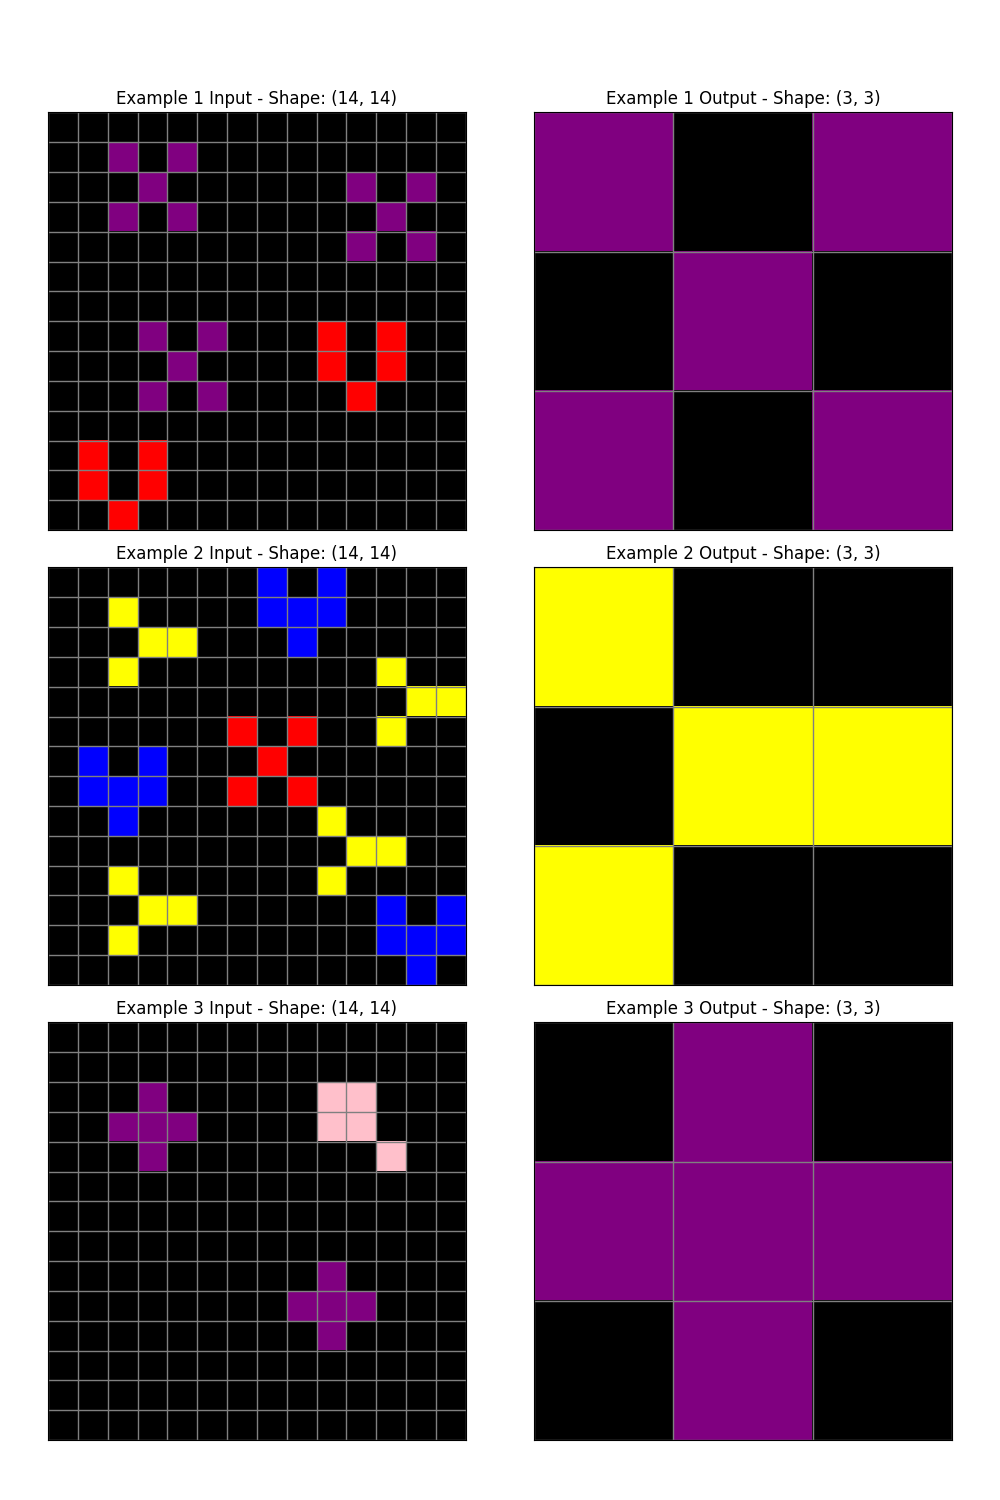 Example 1 Input - Shape: (14, 14)
Example 1 Output - Shape: (3, 3)
Example 2 Input - Shape: (14, 14)
Example 2 Output - Shape: (3, 3)
Example 3 Input - Shape: (14, 14)
Example 3 Output - Shape: (3, 3)